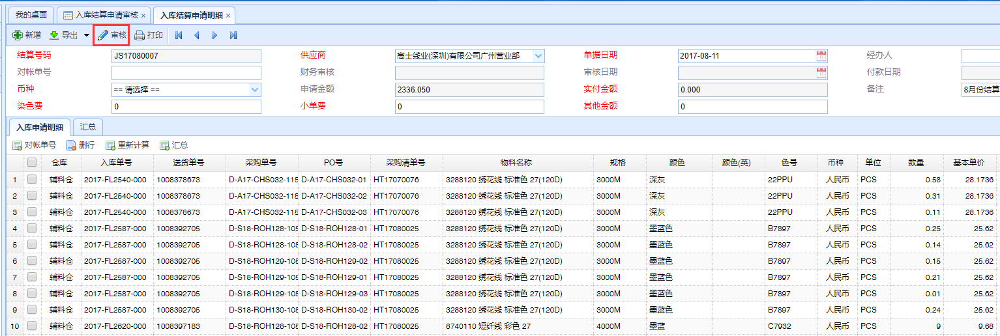 我的桌面 入库结算申请审核 × 入库结算申请明细 ×
新增 导出 审核 打印
结算号码 JS17080007 供应商 高士线业(深圳)有限公司广州营业部 单据日期 2017-08-11 经办人
对帐单号 财务审核 审核日期 付款日期
币种 == 请选择 == 申请金额 2336.050 实付金额 0.000 备注 8月份结算
染色费 0 小单费 0 其他金额 0
入库申请明细 汇总
对帐单号 删行 重新计算 汇总
仓库 入库单号 送货单号 采购单号 PO号 采购清单号 物料名称 规格 颜色 颜色(英) 色号 币种 单位 数量 基本单价
1 辅料仓 2017-FL2540-000 1008378673 D-A17-CHS032-115 D-A17-CHS032-01 HT17070076 3288120 绣花线 标准色 27(120D) 3000M 深灰 22PPU 人民币 PCS 0.58 28.1736
2 辅料仓 2017-FL2540-000 1008378673 D-A17-CHS032-115 D-A17-CHS032-02 HT17070076 3288120 绣花线 标准色 27(120D) 3000M 深灰 22PPU 人民币 PCS 0.31 28.1736
3 辅料仓 2017-FL2540-000 1008378673 D-A17-CHS032-115 D-A17-CHS032-03 HT17070076 3288120 绣花线 标准色 27(120D) 3000M 深灰 22PPU 人民币 PCS 0.11 28.1736
4 辅料仓 2017-FL2587-000 1008392705 D-S18-ROH128-105 D-S18-ROH128-01 HT17080025 3288120 绣花线 标准色 27(120D) 3000M 墨蓝色 B7897 人民币 PCS 0.25 25.62
5 辅料仓 2017-FL2587-000 1008392705 D-S18-ROH128-105 D-S18-ROH128-02 HT17080025 3288120 绣花线 标准色 27(120D) 3000M 墨蓝色 B7897 人民币 PCS 0.14 25.62
6 辅料仓 2017-FL2587-000 1008392705 D-S18-ROH129-105 D-S18-ROH129-02 HT17080025 3288120 绣花线 标准色 27(120D) 3000M 墨蓝色 B7897 人民币 PCS 0.15 25.62
7 辅料仓 2017-FL2587-000 1008392705 D-S18-ROH129-105 D-S18-ROH129-01 HT17080025 3288120 绣花线 标准色 27(120D) 3000M 墨蓝色 B7897 人民币 PCS 0.21 25.62
8 辅料仓 2017-FL2587-000 1008392705 D-S18-ROH129-105 D-S18-ROH129-03 HT17080025 3288120 绣花线 标准色 27(120D) 3000M 墨蓝色 B7897 人民币 PCS 0.01 25.62
9 辅料仓 2017-FL2587-000 1008392705 D-S18-ROH130-105 D-S18-ROH130-02 HT17080025 3288120 绣花线 标准色 27(120D) 3000M 墨蓝色 B7897 人民币 PCS 0.24 25.62
10 辅料仓 2017-FL2620-000 1008397183 D-S18-ROH128-105 D-S18-ROH128-02 HT17080025 8740110 短纤线 彩色 27 4000M 墨蓝 C7932 人民币 PCS 9 9.68